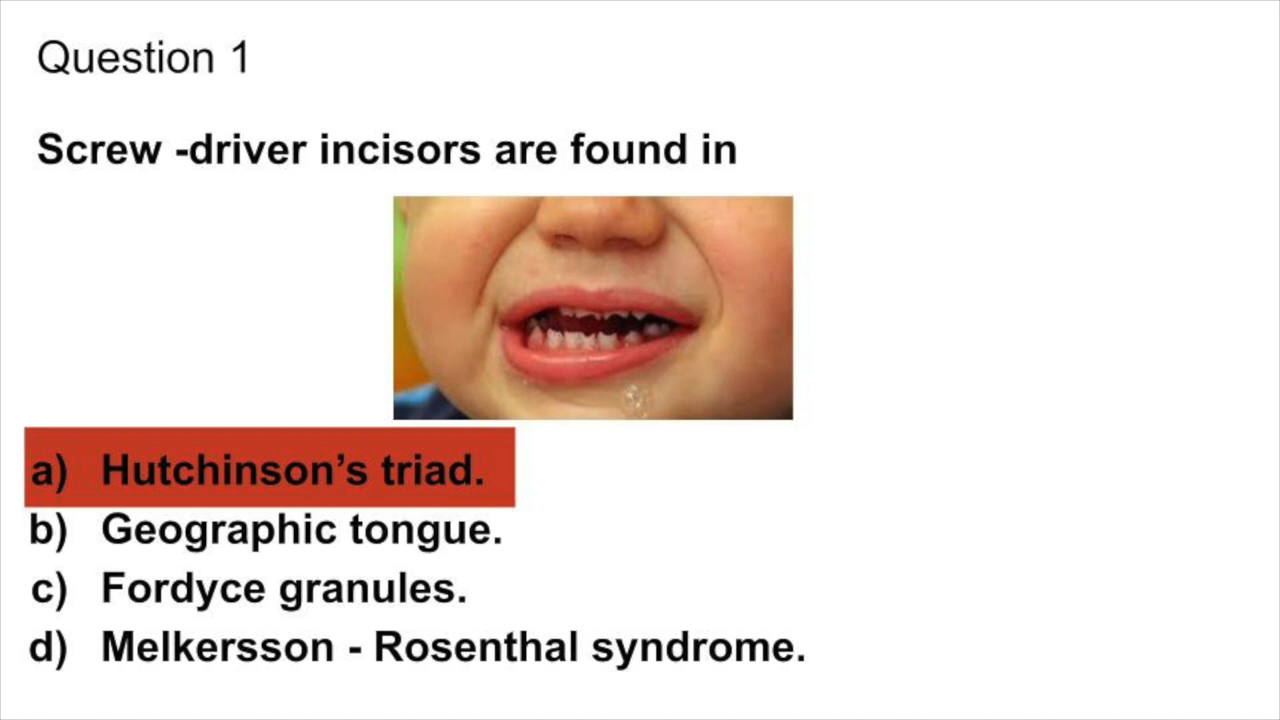 Question 1
Screw -driver incisors are found in
a) Hutchinson’s triad.
b) Geographic tongue.
c) Fordyce granules.
d) Melkersson - Rosenthal syndrome.